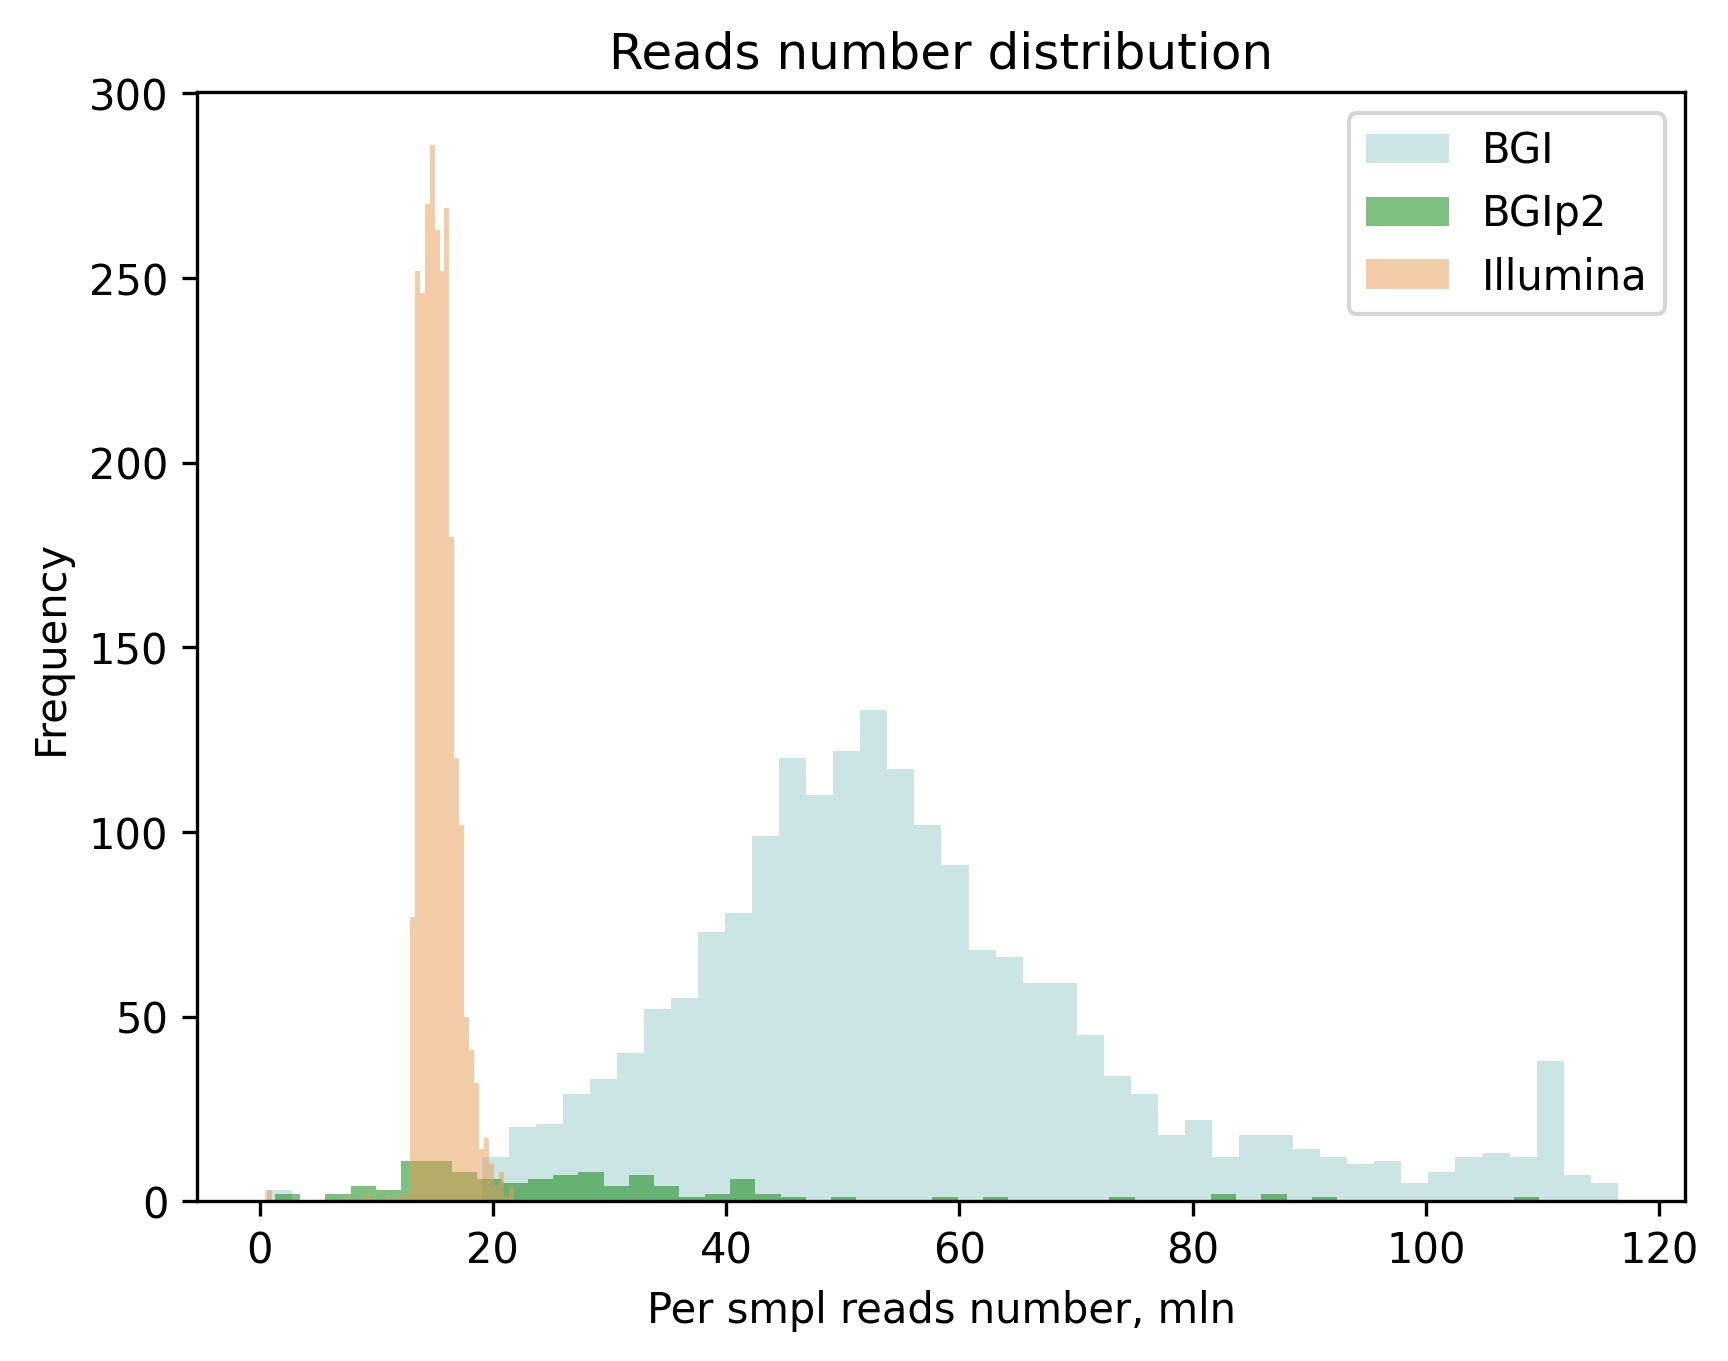 Reads number distribution
300
250
200
150
100
50
0
Frequency
BGI
BGIp2
Illumina
0 20 40 60 80 100 120
Per smpl reads number, mln